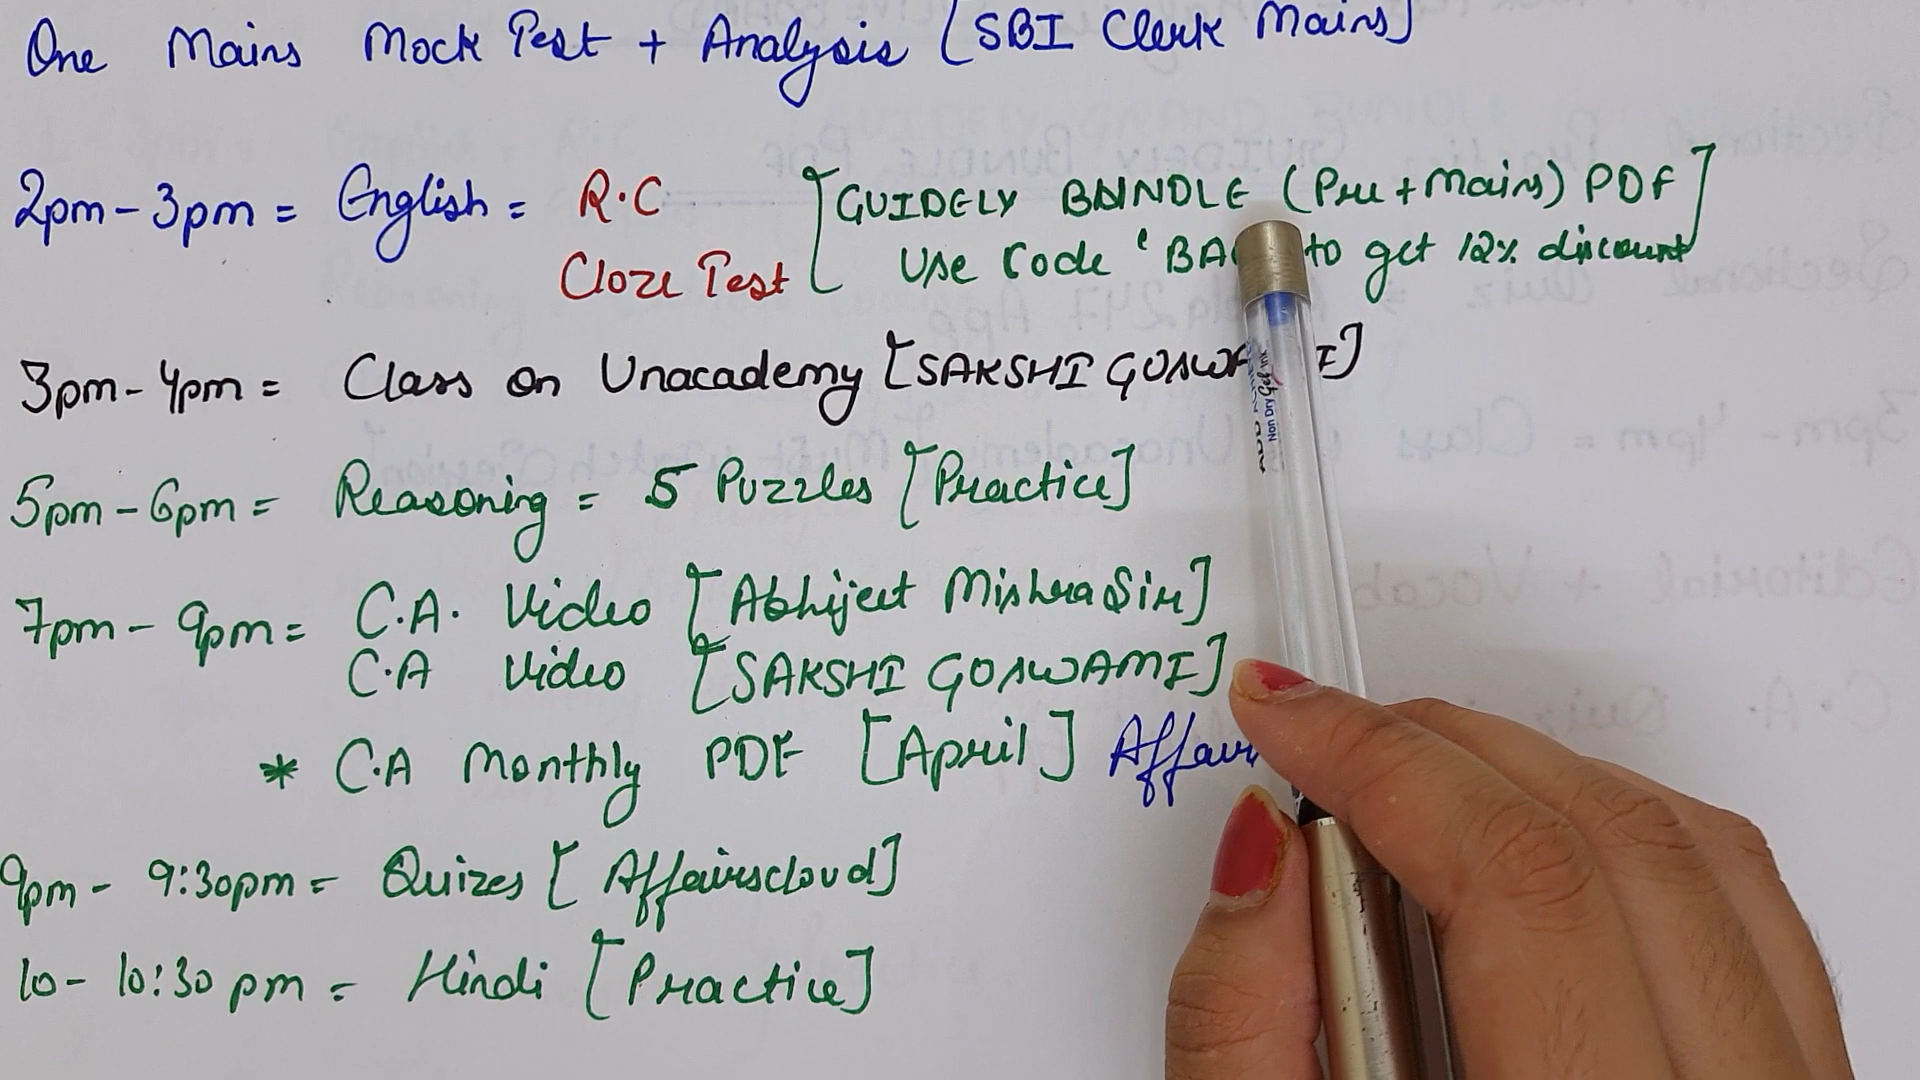 One Mains Mock Test + Analysis [SBI Clerk Mains]
2pm - 3pm = English = R.C [GUIDELY BUNDLE (Pre + Mains) PDF]
Cloze Test Use Code ' to get 12% discount
3pm - 4pm = Class on Unacademy [SAKSHI]
5pm - 6pm = Reasoning = 5 Puzzles [Practice]
7pm - 9pm = C.A. Video [Abhijeet Mishra Sir]
C.A Video [SAKSHI GOSWAMI]
* C.A Monthly PDF [April]
9pm - 9:30pm = Quizes [Affairscloud]
10 - 10:30 pm = Hindi [Practice]